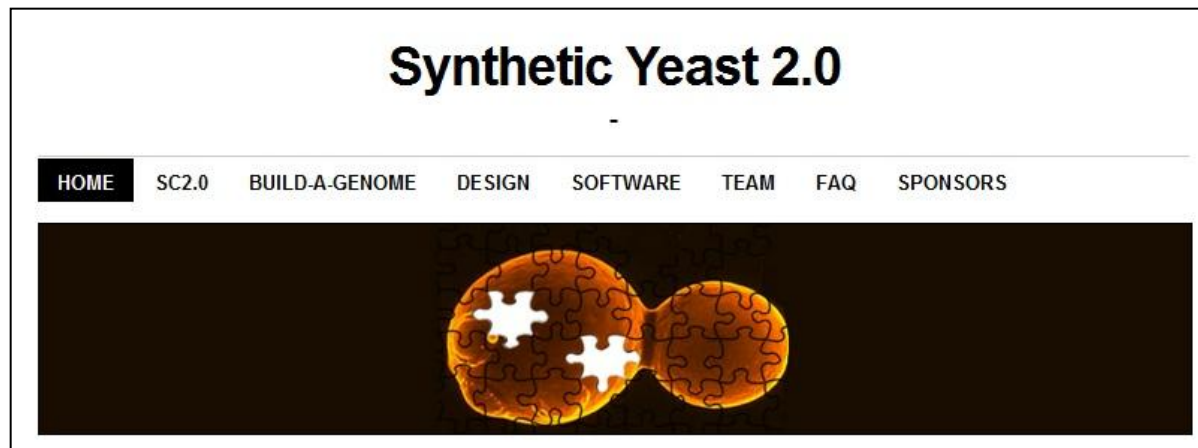 Synthetic Yeast 2.0
-
HOME SC2.0 BUILD-A-GENOME DESIGN SOFTWARE TEAM FAQ SPONSORS